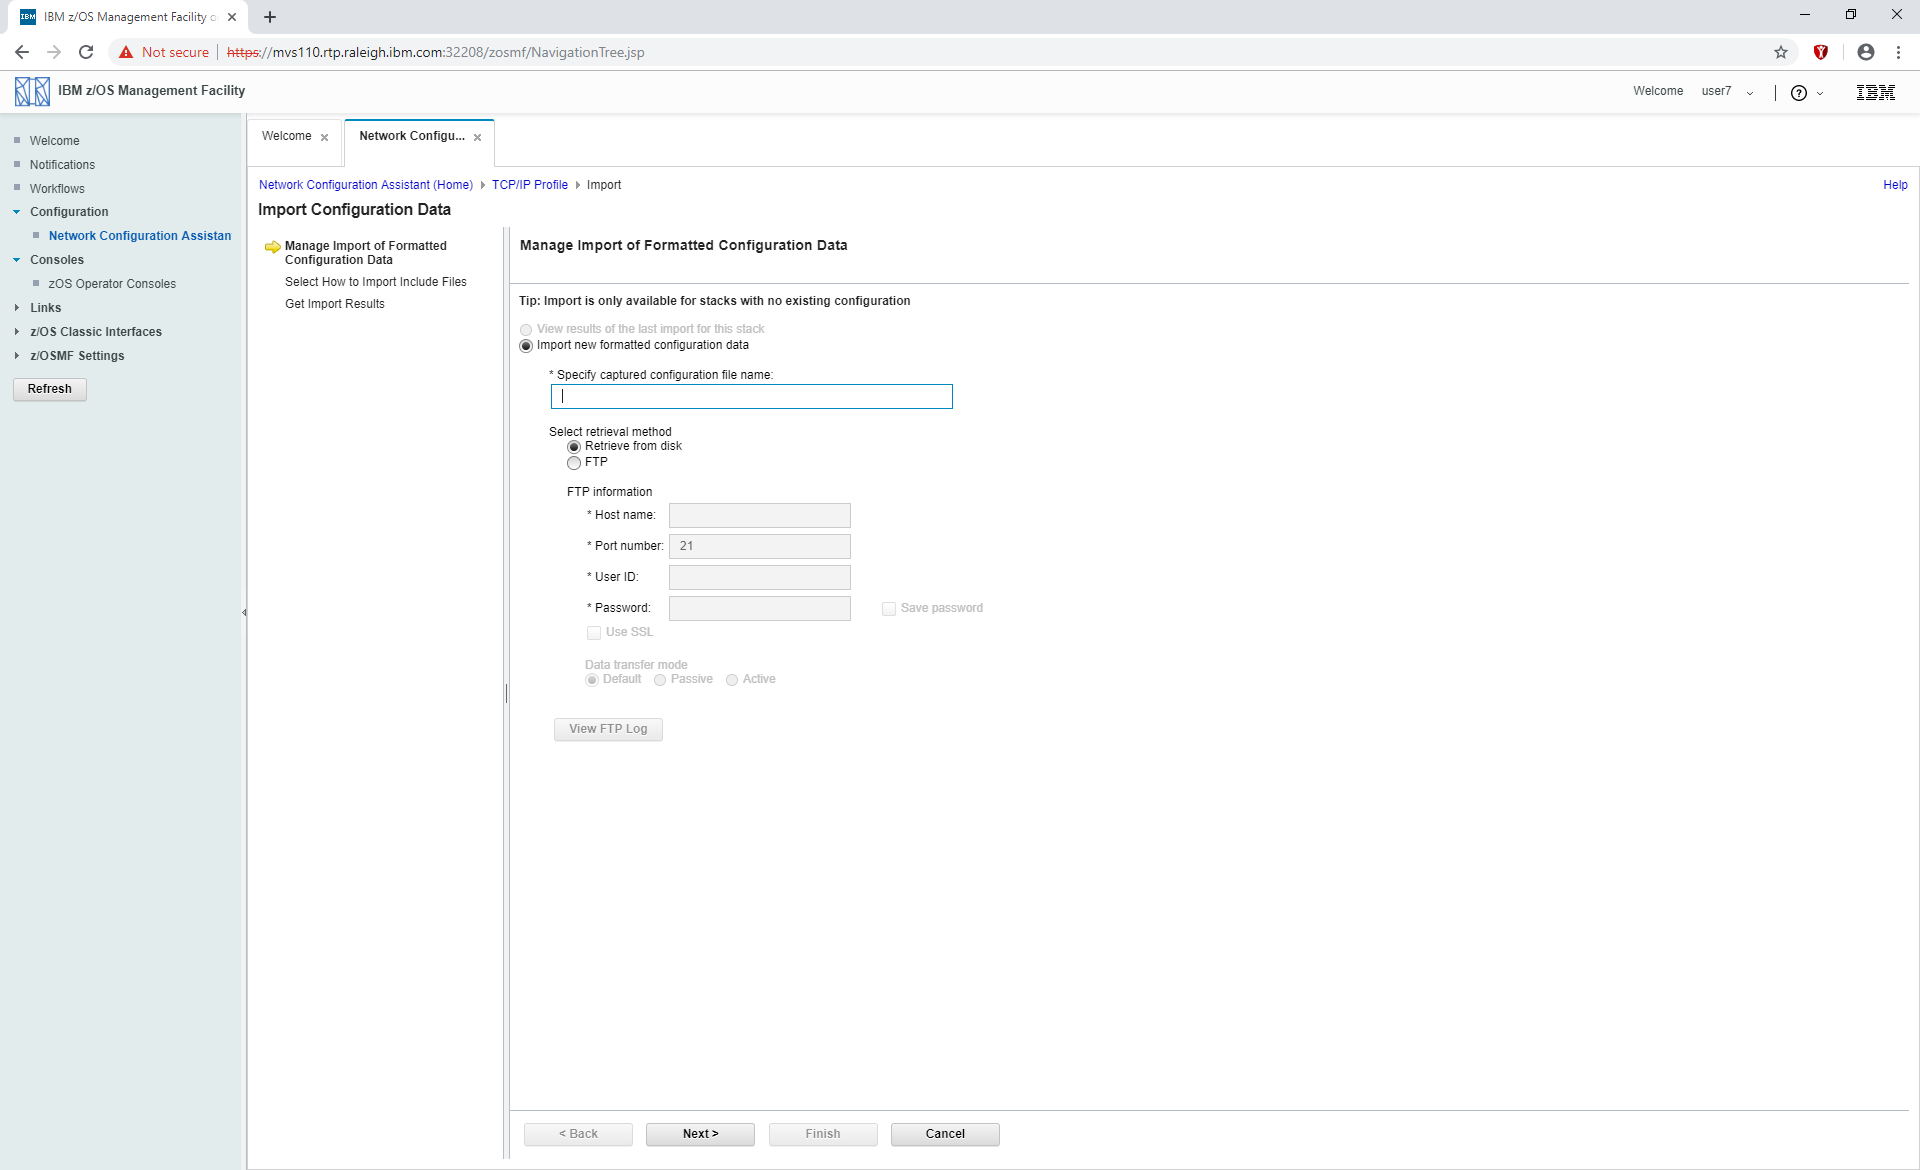 IBM
IBM z/OS Management Facility o
Not secure
https://mvs110.rtp.raleigh.ibm.com:32208/zosmf/NavigationTree.jsp
IBM z/OS Management Facility
Welcome user7
?
IBM
Welcome
Notifications
Workflows
Configuration
Network Configuration Assistan
Consoles
zOS Operator Consoles
Links
z/OS Classic Interfaces
z/OSMF Settings
Refresh
Welcome
Network Configu...
Network Configuration Assistant (Home) TCP/IP Profile Import
Help
Import Configuration Data
Manage Import of Formatted
Configuration Data
Select How to Import Include Files
Get Import Results
Manage Import of Formatted Configuration Data
Tip: Import is only available for stacks with no existing configuration
View results of the last import for this stack
Import new formatted configuration data
* Specify captured configuration file name:
Select retrieval method
Retrieve from disk
FTP
FTP information
* Host name:
* Port number: 21
* User ID:
* Password:
Save password
Use SSL
Data transfer mode
Default Passive Active
View FTP Log
< Back Next > Finish Cancel